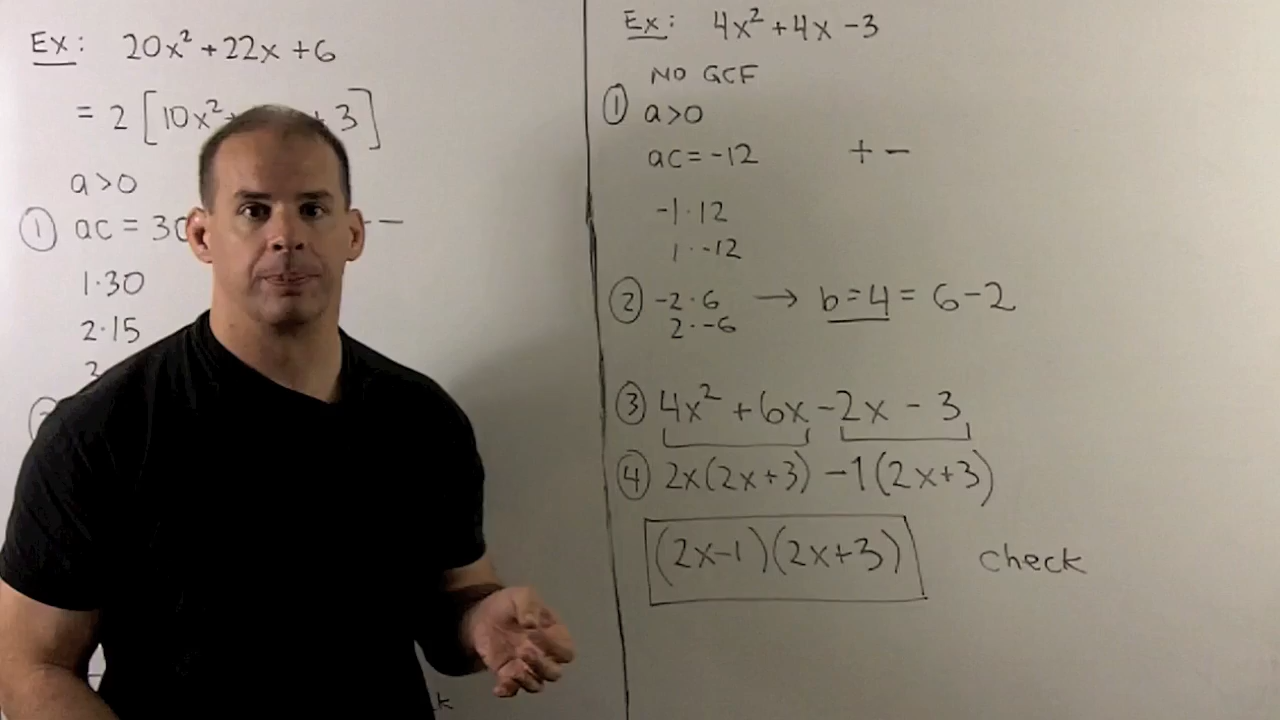 Ex: 20x² + 22x + 6
= 2 [10x² + 3]
a > 0
① ac = 30 −
1·30
2·15
Ex: 4x² + 4x − 3
NO GCF
① a > 0
ac = −12 + −
−1·12
1·−12
② −2·6 → b = 4 = 6 − 2
2·−6
③ 4x² + 6x − 2x − 3
④ 2x(2x+3) − 1(2x+3)
(2x−1)(2x+3) check